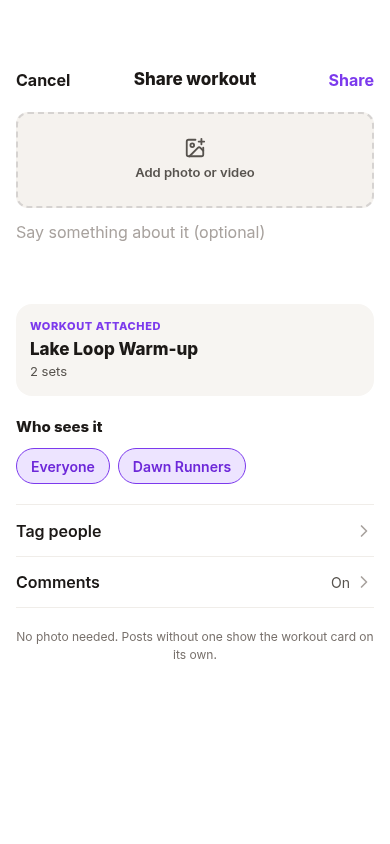 Cancel
Share workout
Share
Add photo or video
Say something about it (optional)
WORKOUT ATTACHED
Lake Loop Warm-up
2 sets
Who sees it
Everyone
Dawn Runners
Tag people
Comments
On
No photo needed. Posts without one show the workout card on
its own.